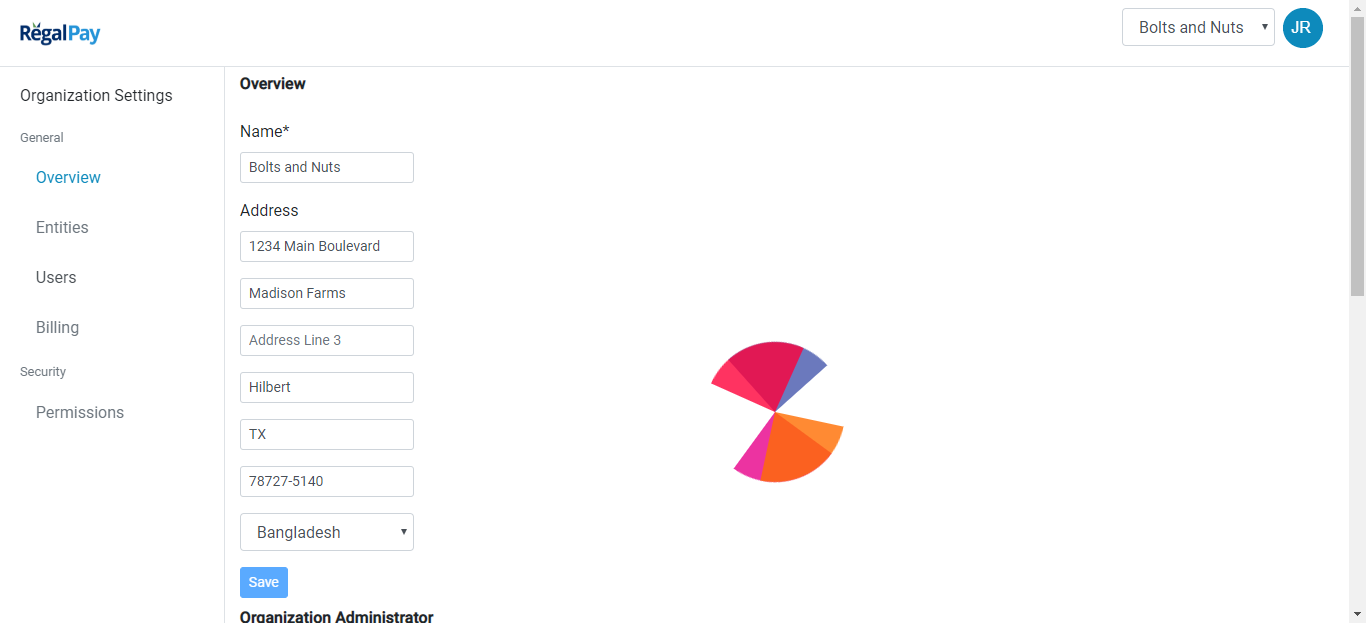 RegalPay
Bolts and Nuts
JR
Organization Settings
General
Overview
Entities
Users
Billing
Security
Permissions
Overview
Name*
Bolts and Nuts
Address
1234 Main Boulevard
Madison Farms
Address Line 3
Hilbert
TX
78727-5140
Bangladesh
Save
Organization Administrator